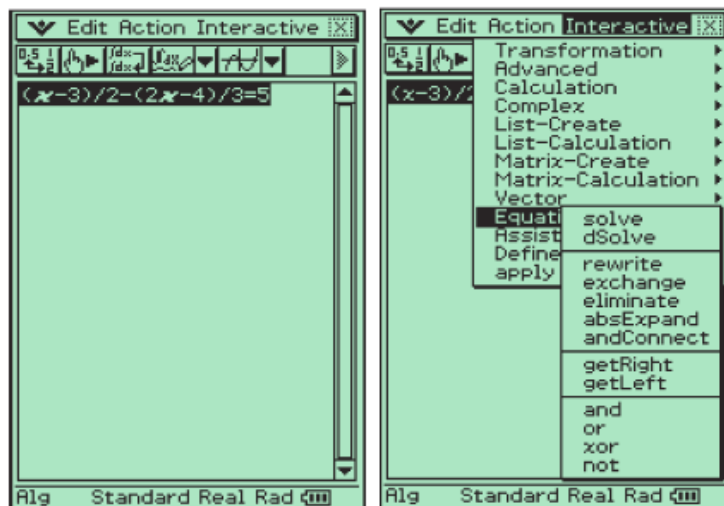 Edit Action Interactive
(x-3)/2-(2x-4)/3=5
Alg Standard Real Rad
Edit Action Interactive
(x-3)/2
Transformation
Advanced
Calculation
Complex
List-Create
List-Calculation
Matrix-Create
Matrix-Calculation
Vector
Equati
Assist
Define
apply
solve
dSolve
rewrite
exchange
eliminate
absExpand
andConnect
getRight
getLeft
and
or
xor
not
Alg Standard Real Rad